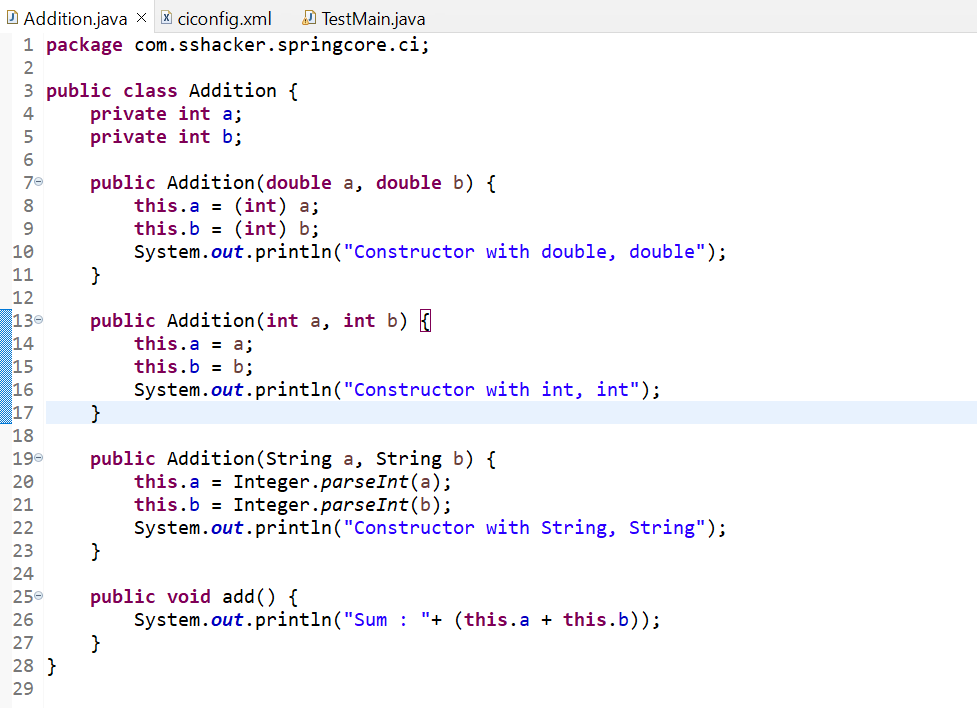 Addition.java ciconfig.xml TestMain.java
1 package com.sshacker.springcore.ci;
2
3 public class Addition {
4     private int a;
5     private int b;
6
7     public Addition(double a, double b) {
8         this.a = (int) a;
9         this.b = (int) b;
10         System.out.println("Constructor with double, double");
11     }
12
13     public Addition(int a, int b) {
14         this.a = a;
15         this.b = b;
16         System.out.println("Constructor with int, int");
17     }
18
19     public Addition(String a, String b) {
20         this.a = Integer.parseInt(a);
21         this.b = Integer.parseInt(b);
22         System.out.println("Constructor with String, String");
23     }
24
25     public void add() {
26         System.out.println("Sum : "+ (this.a + this.b));
27     }
28 }
29